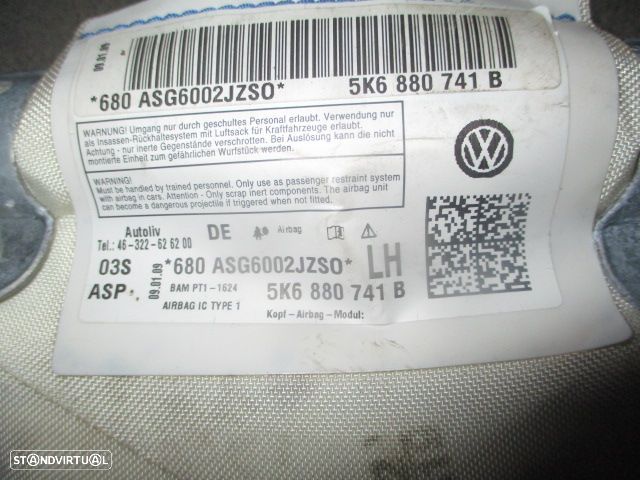 09.01.09
*680 ASG6002JZSO*
5K6 880 741 B
WARNUNG! Umgang nur durch geschultes Personal erlaubt. Verwendung nur
als Insassen-Rückhaltesystem mit Luftsack für Kraftfahrzeuge erlaubt.
Achtung - nur inerte Gegenstände verschrotten. Bei Auslösung kann die nicht
montierte Einheit zum gefährlichen Wurfstück werden.
WARNING! Must be handled by trained personnel. Only use as passenger restraint system
with airbag in cars. Attention - Only scrap inert components. The airbag unit
can become a dangerous projectile if triggered when not fitted.
Autoliv
Tel.: 46-322-62 62 00
DE
Airbag
03S
ASP
09.01.09
*680 ASG6002JZSO*
LH
BAM PT1-1624
5K6 880 741 B
AIRBAG IC TYPE 1
Kopf-Airbag-Modul:
STANDVIRTUAL